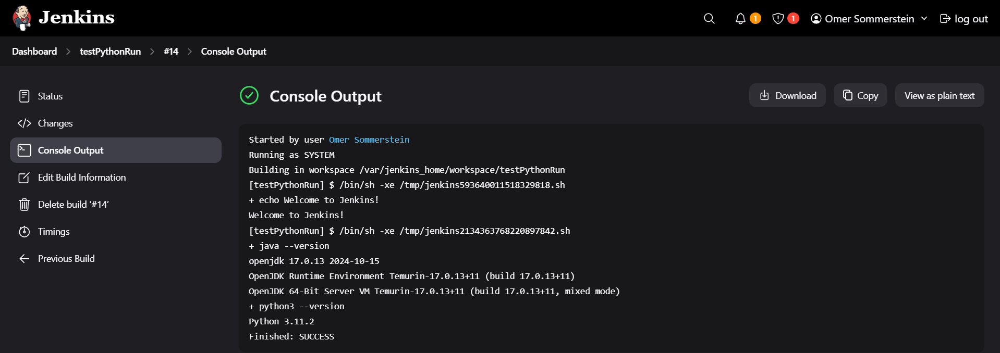 Jenkins
1
1
Omer Sommerstein
log out
Dashboard
testPythonRun
#14
Console Output
Status
Changes
Console Output
Edit Build Information
Delete build ‘#14’
Timings
Previous Build
Console Output
Download
Copy
View as plain text
Started by user Omer Sommerstein
Running as SYSTEM
Building in workspace /var/jenkins_home/workspace/testPythonRun
[testPythonRun] $ /bin/sh -xe /tmp/jenkins593640011518329818.sh
+ echo Welcome to Jenkins!
Welcome to Jenkins!
[testPythonRun] $ /bin/sh -xe /tmp/jenkins2134363768220897842.sh
+ java --version
openjdk 17.0.13 2024-10-15
OpenJDK Runtime Environment Temurin-17.0.13+11 (build 17.0.13+11)
OpenJDK 64-Bit Server VM Temurin-17.0.13+11 (build 17.0.13+11, mixed mode)
+ python3 --version
Python 3.11.2
Finished: SUCCESS